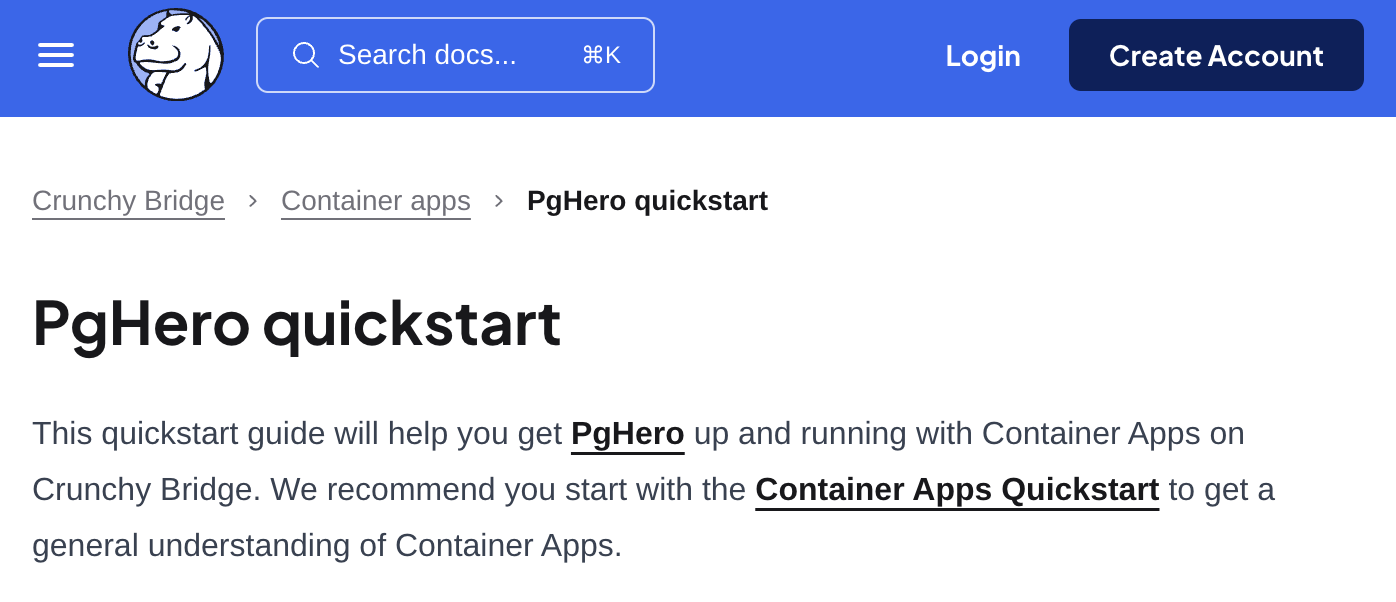 Search docs... ⌘K
Login
Create Account
Crunchy Bridge > Container apps > PgHero quickstart
PgHero quickstart
This quickstart guide will help you get PgHero up and running with Container Apps on
Crunchy Bridge. We recommend you start with the Container Apps Quickstart to get a
general understanding of Container Apps.